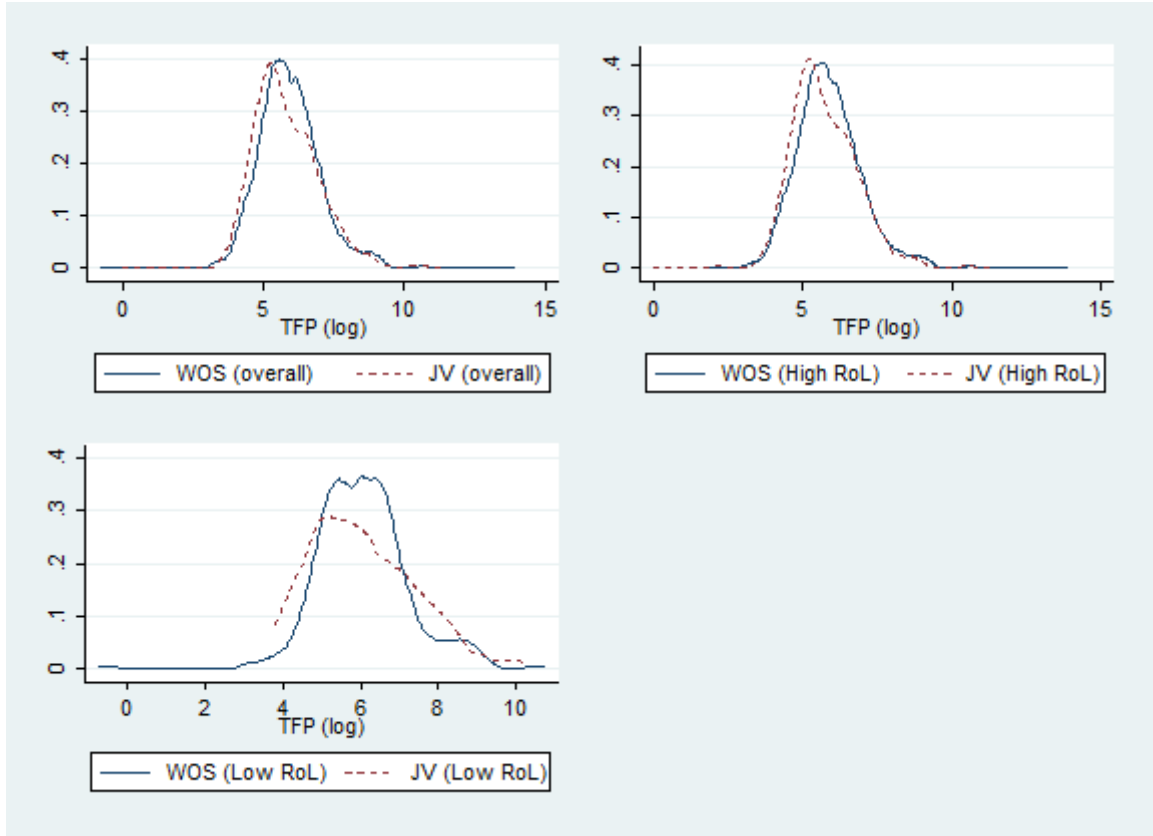 .4
.3
.2
.1
0
0 5 10 15
TFP (log)
WOS (overall) JV (overall)
.4
.3
.2
.1
0
0 5 10 15
TFP (log)
WOS (High RoL) JV (High RoL)
.4
.3
.2
.1
0
0 2 4 6 8 10
TFP (log)
WOS (Low RoL) JV (Low RoL)